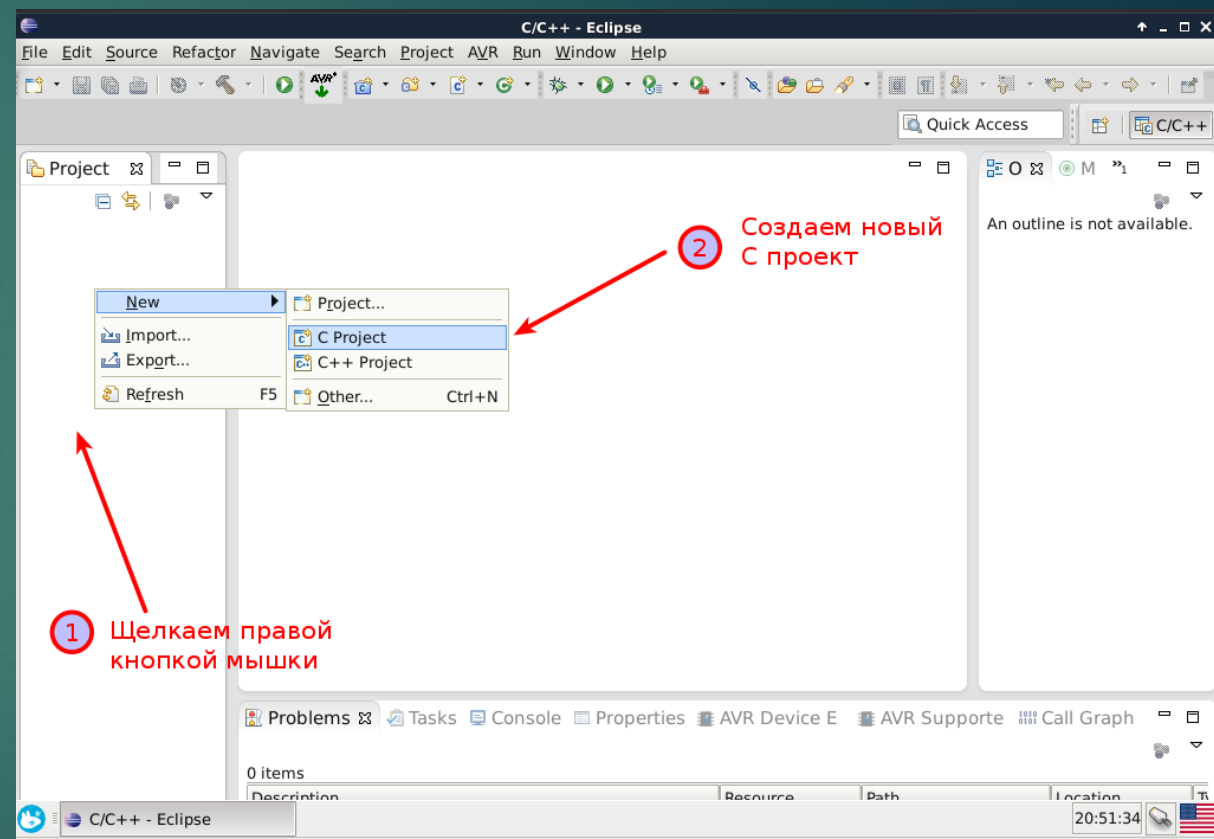 C/C++ - Eclipse
File Edit Source Refactor Navigate Search Project AVR Run Window Help
AVR
Quick Access
C/C++
Project
O M »1
An outline is not available.
2 Создаем новый
С проект
New
Import...
Export...
Refresh F5
Project...
C Project
C++ Project
Other... Ctrl+N
1 Щелкаем правой
кнопкой мышки
Problems Tasks Console Properties AVR Device E AVR Supporte Call Graph
0 items
Description Resource Path Location
C/C++ - Eclipse
20:51:34